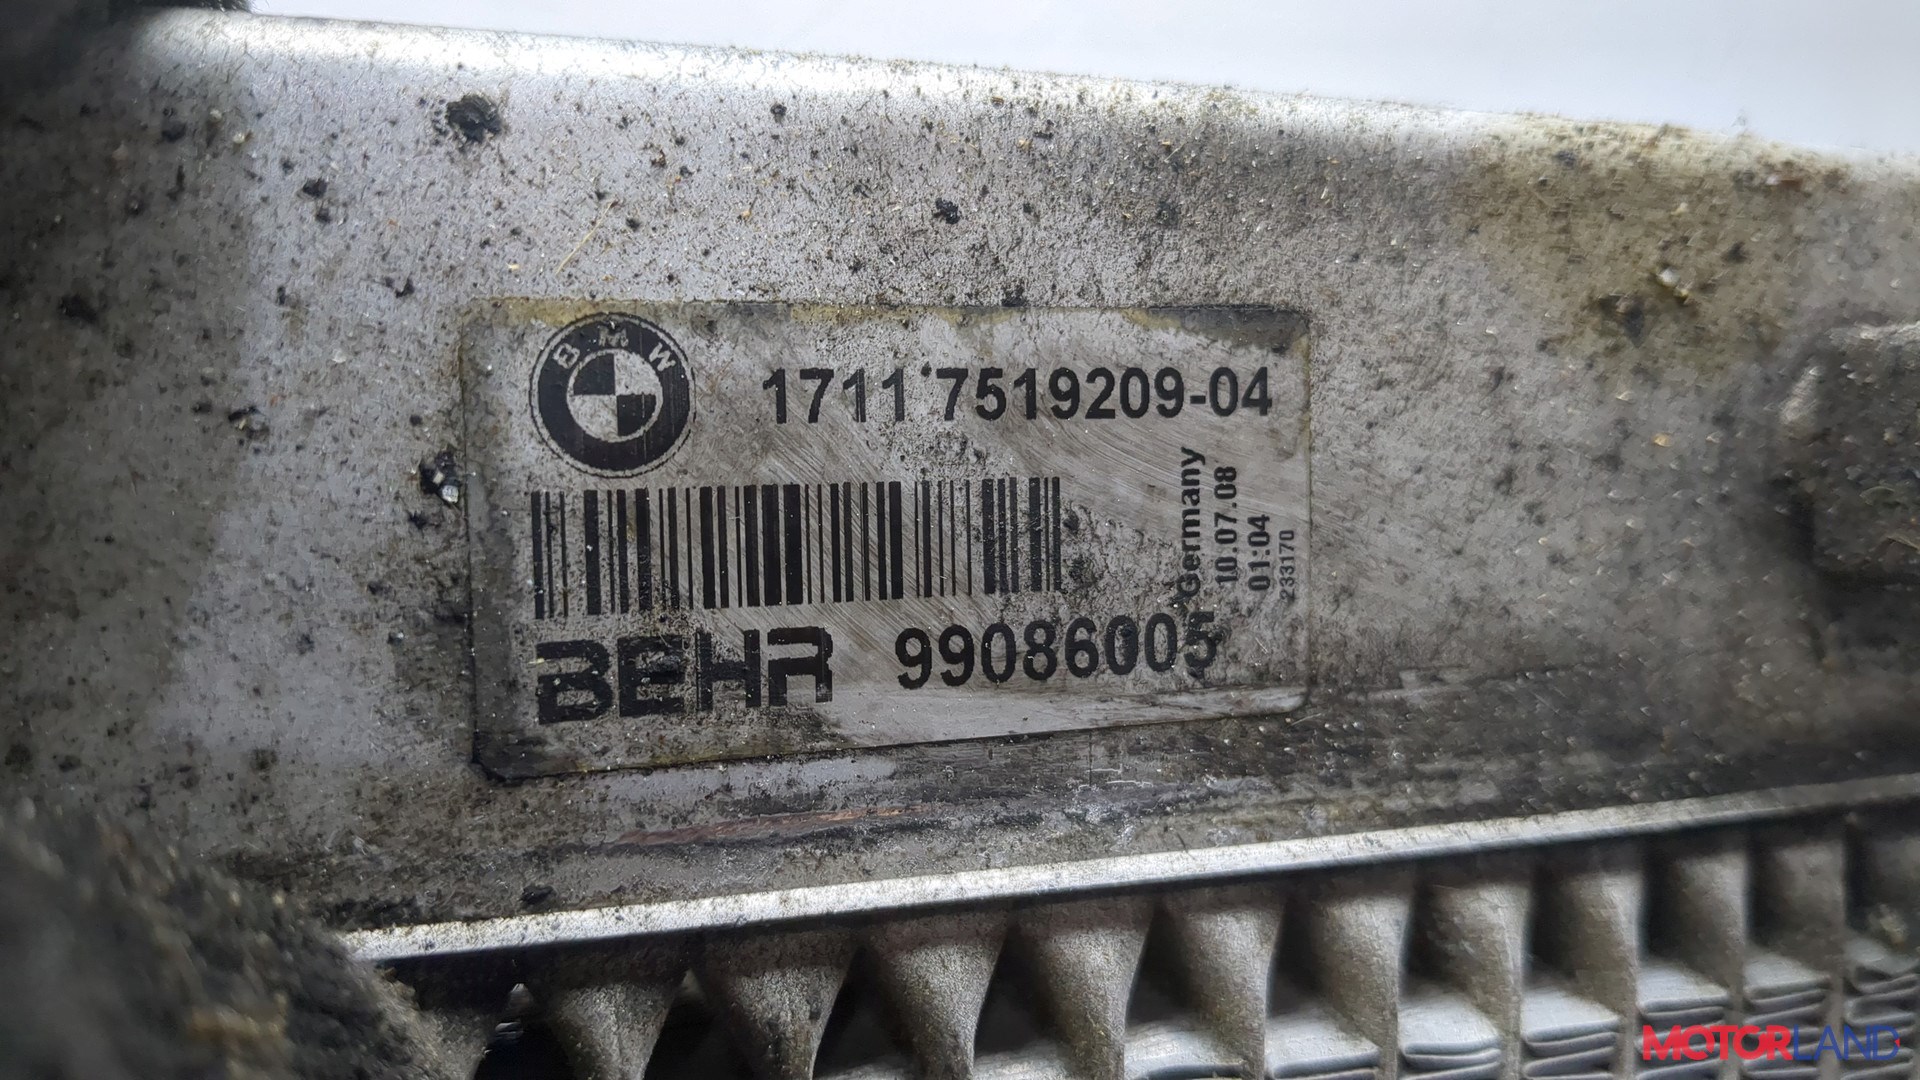 BMW
1711 7519209-04
Germany
10.07.08
01:04
233170
BEHR 99086005
MOTORLAND